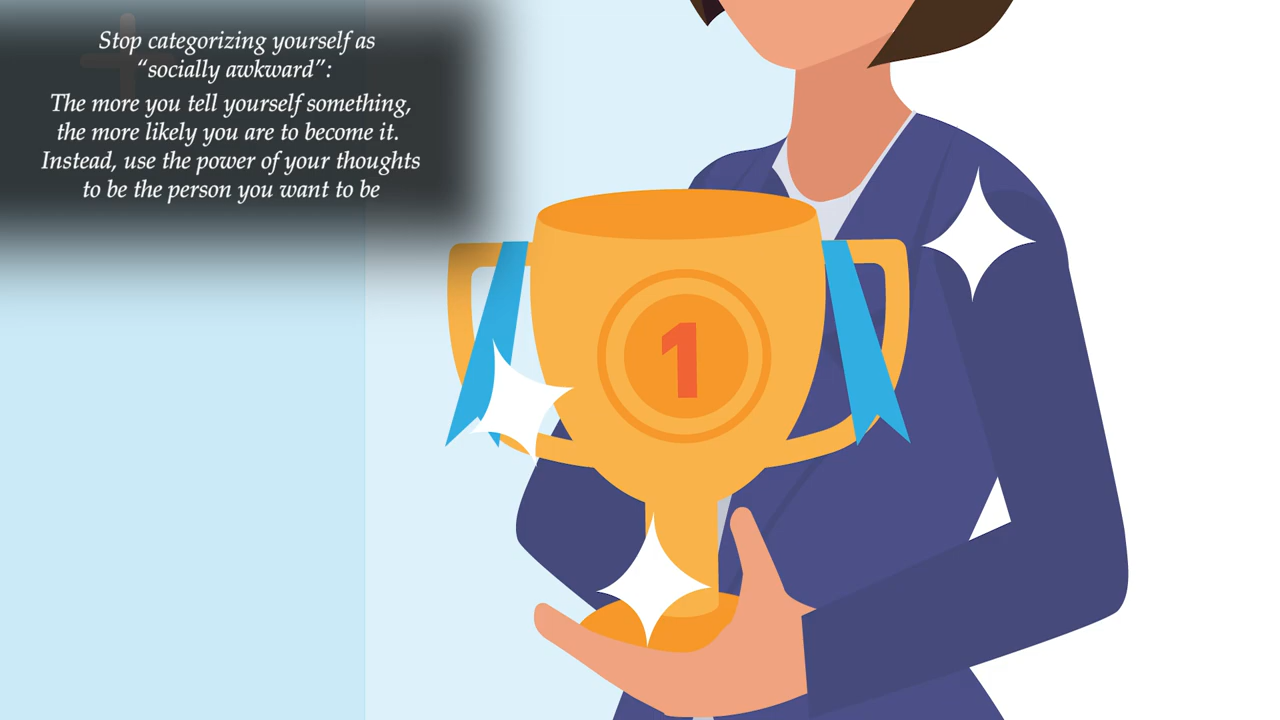 Stop categorizing yourself as
“socially awkward”:
The more you tell yourself something,
the more likely you are to become it.
Instead, use the power of your thoughts
to be the person you want to be
1